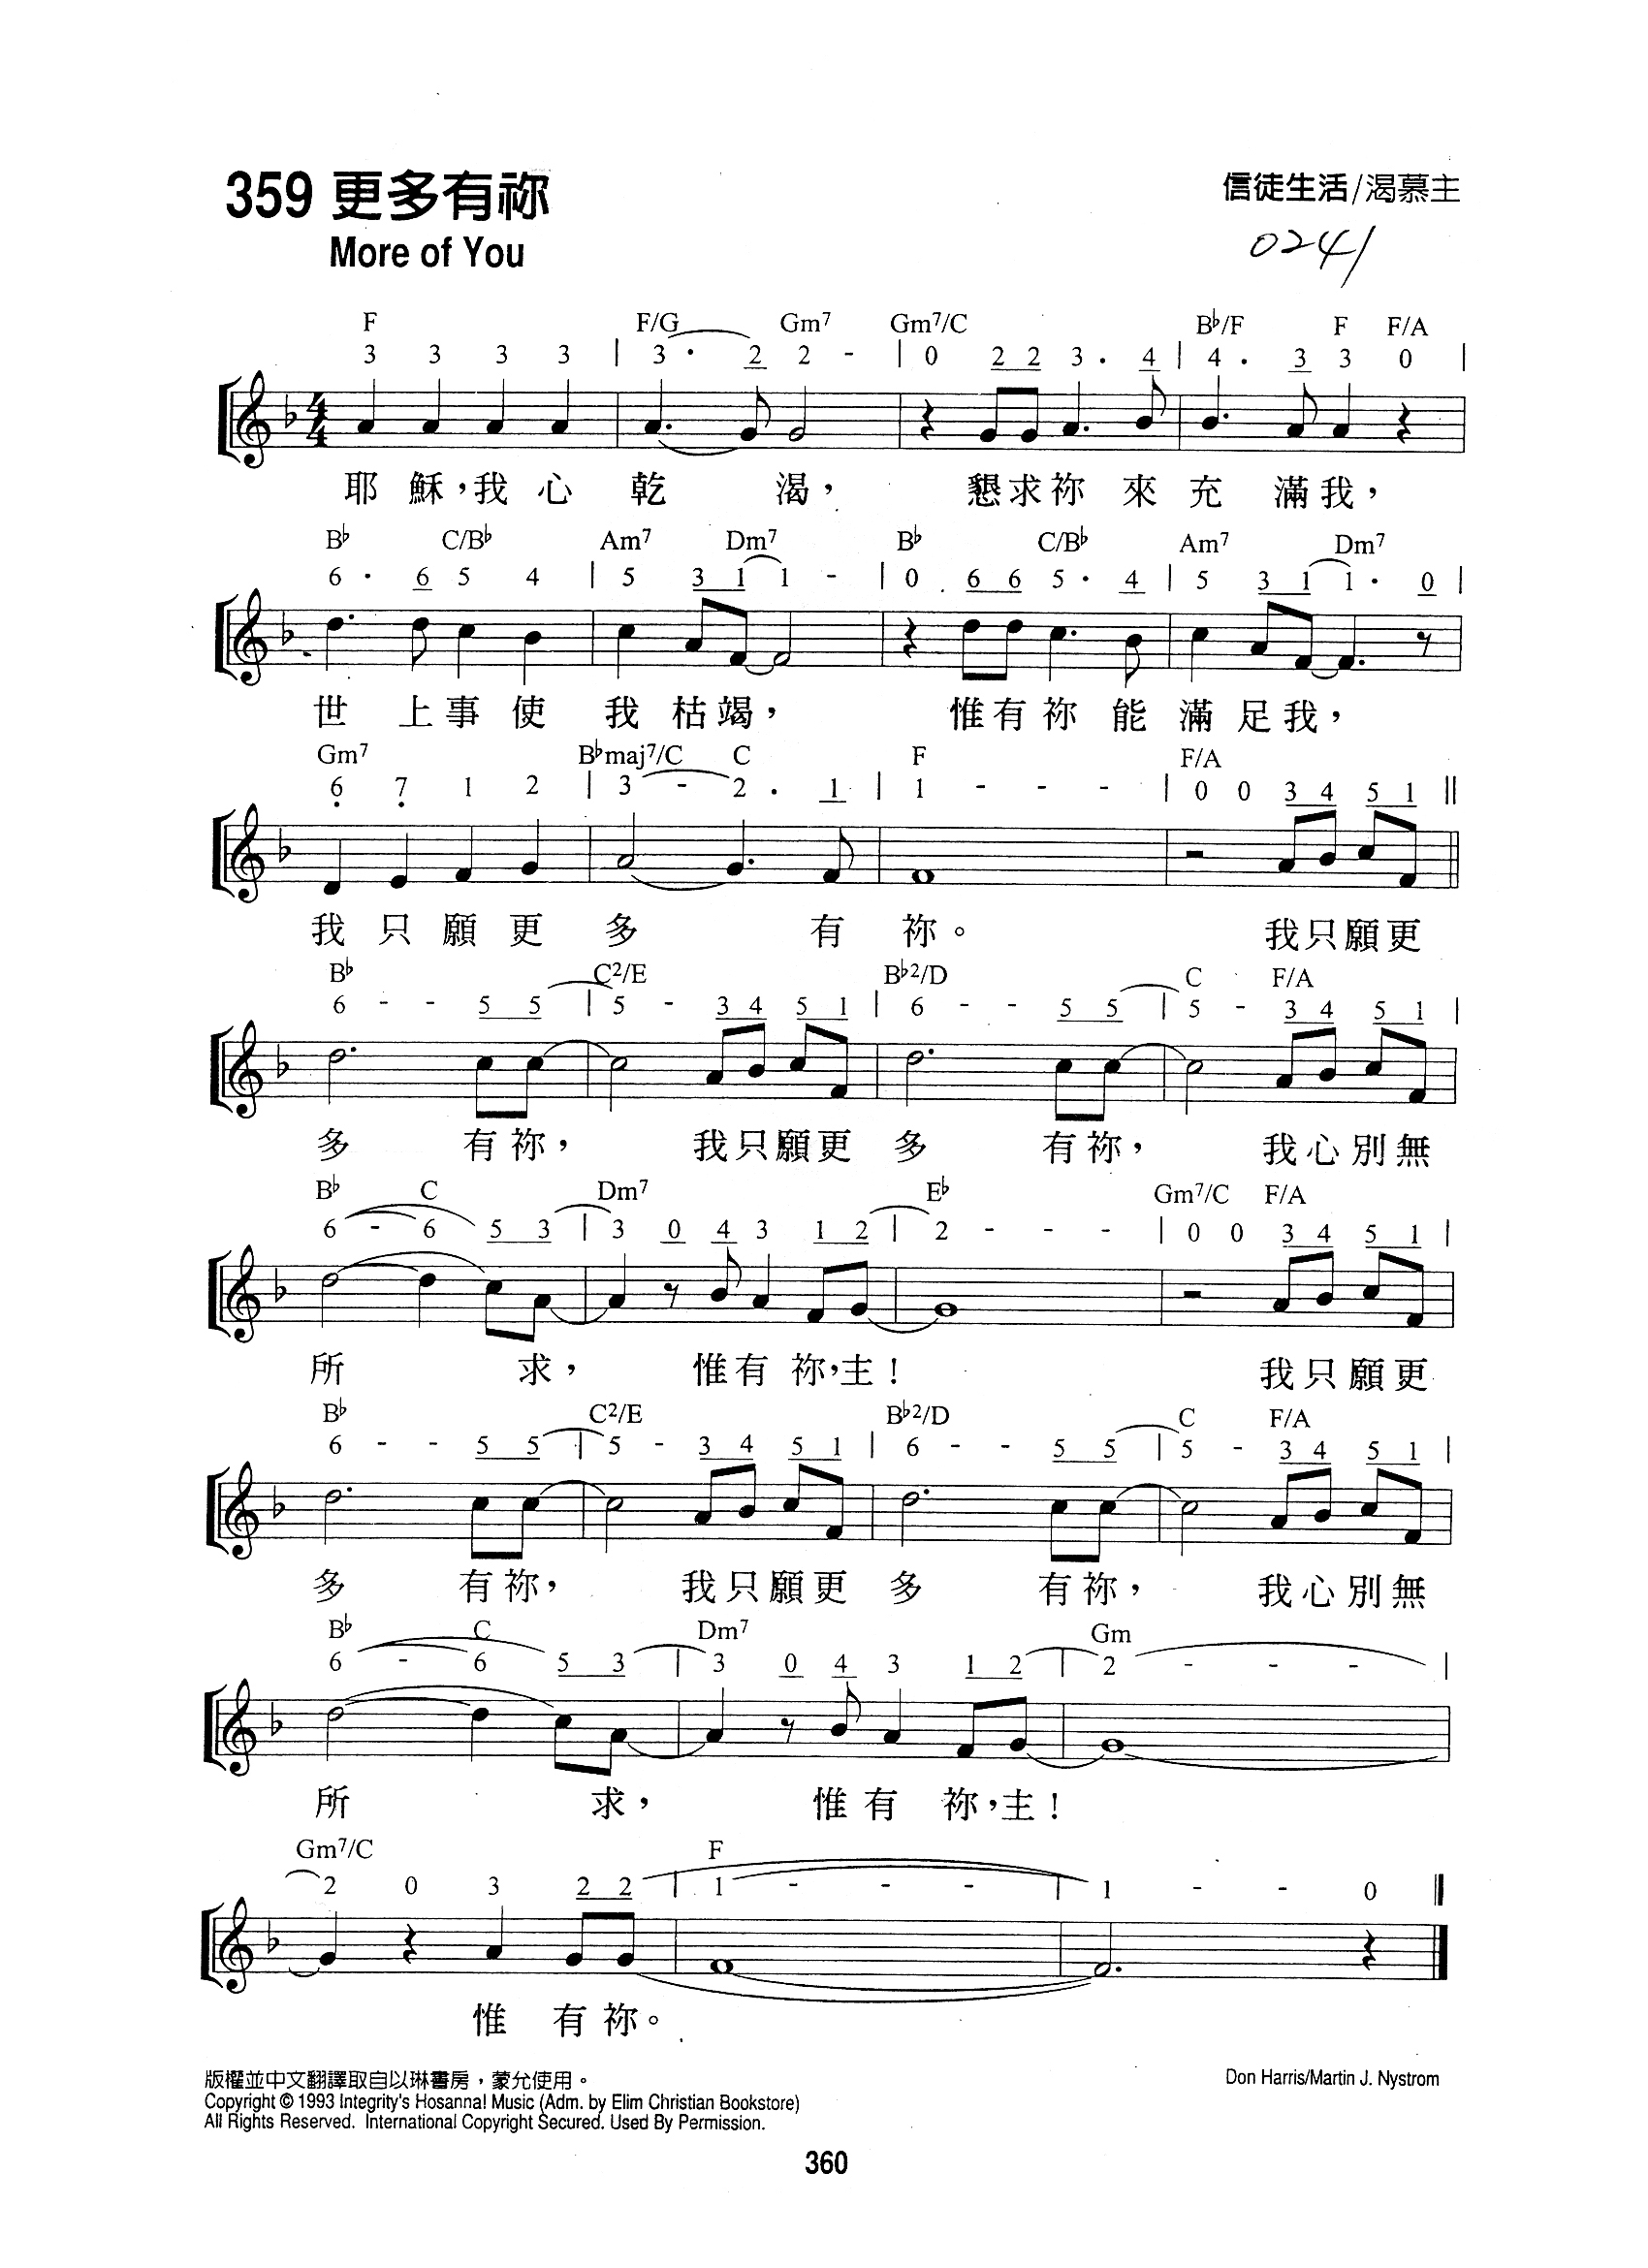 359 更多有祢
信徒生活/渴慕主
More of You
0241
F F/G Gm7 Gm7/C B♭/F F F/A
3 3 3 3 | 3 · 2 2 - | 0 2 2 3 · 4 | 4 · 3 3 0 |
4
4
耶穌，我心乾渴，懇求祢來充滿我，
B♭ C/B♭ Am7 Dm7 B♭ C/B♭ Am7 Dm7
6 · 6 5 4 | 5 3 1 1 - | 0 6 6 5 · 4 | 5 3 1 1 · 0 |
世上事使我枯竭，惟有祢能滿足我，
Gm7 B♭maj7/C C F F/A
6̣ 7̣ 1 2 | 3 - 2 · 1 | 1 - - - | 0 0 3 4 5 1 ||
我只願更多有祢。我只願更
B♭ C2/E B♭2/D C F/A
6 - - 5 5 | 5 - 3 4 5 1 | 6 - - 5 5 | 5 - 3 4 5 1 |
多有祢，我只願更多有祢，我心別無
B♭ C Dm7 E♭ Gm7/C F/A
6 - 6 5 3 | 3 0 4 3 1 2 | 2 - - - | 0 0 3 4 5 1 |
所求，惟有祢，主！我只願更
B♭ C2/E B♭2/D C F/A
6 - - 5 5 | 5 - 3 4 5 1 | 6 - - 5 5 | 5 - 3 4 5 1 |
多有祢，我只願更多有祢，我心別無
B♭ C Dm7 Gm
6 - 6 5 3 | 3 0 4 3 1 2 | 2 - - - |
所求，惟有祢，主！
Gm7/C F
2 0 3 2 2 | 1 - - - | 1 - - 0 ||
惟有祢。
版權並中文翻譯取自以琳書房，蒙允使用。
Don Harris/Martin J. Nystrom
Copyright © 1993 Integrity's Hosanna! Music (Adm. by Elim Christian Bookstore)
All Rights Reserved. International Copyright Secured. Used By Permission.
360